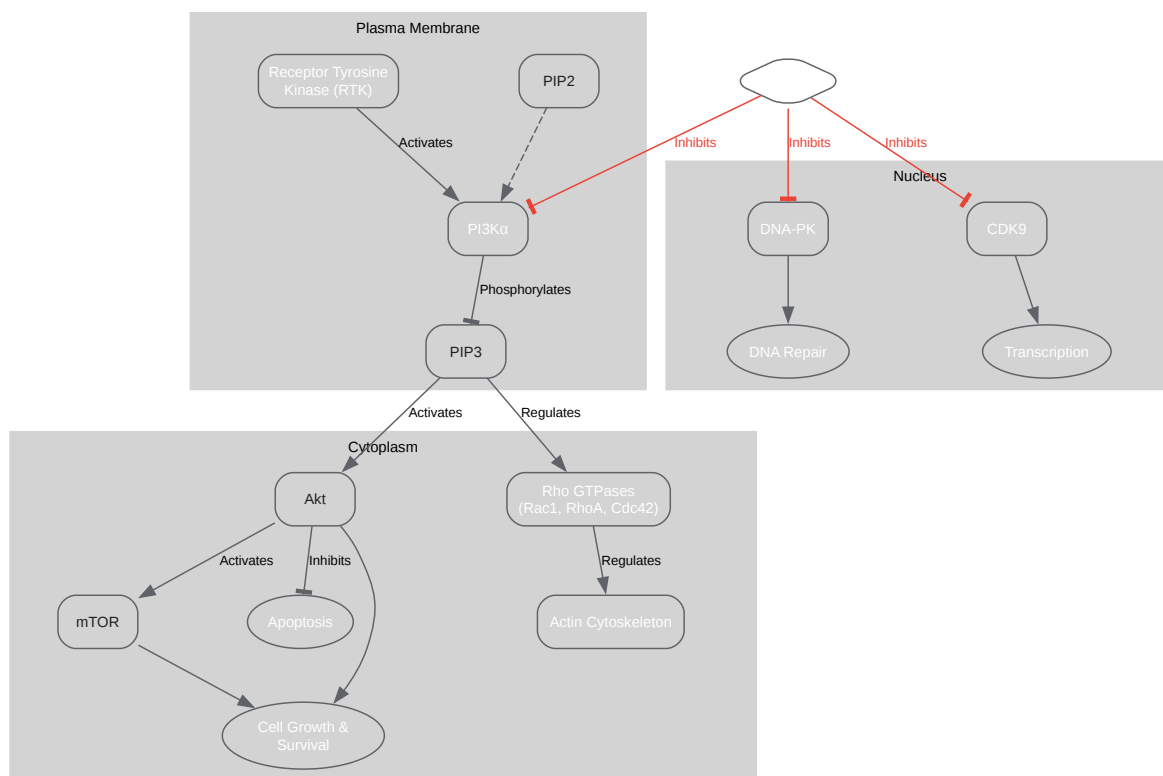 Plasma Membrane
Receptor Tyrosine
Kinase (RTK)
PIP2
Activates
Inhibits
Inhibits
Inhibits
Nucleus
PI3Kα
DNA-PK
CDK9
Phosphorylates
PIP3
DNA Repair
Transcription
Activates
Regulates
Cytoplasm
Akt
Rho GTPases
(Rac1, RhoA, Cdc42)
Activates
Inhibits
Regulates
mTOR
Apoptosis
Actin Cytoskeleton
Cell Growth &
Survival